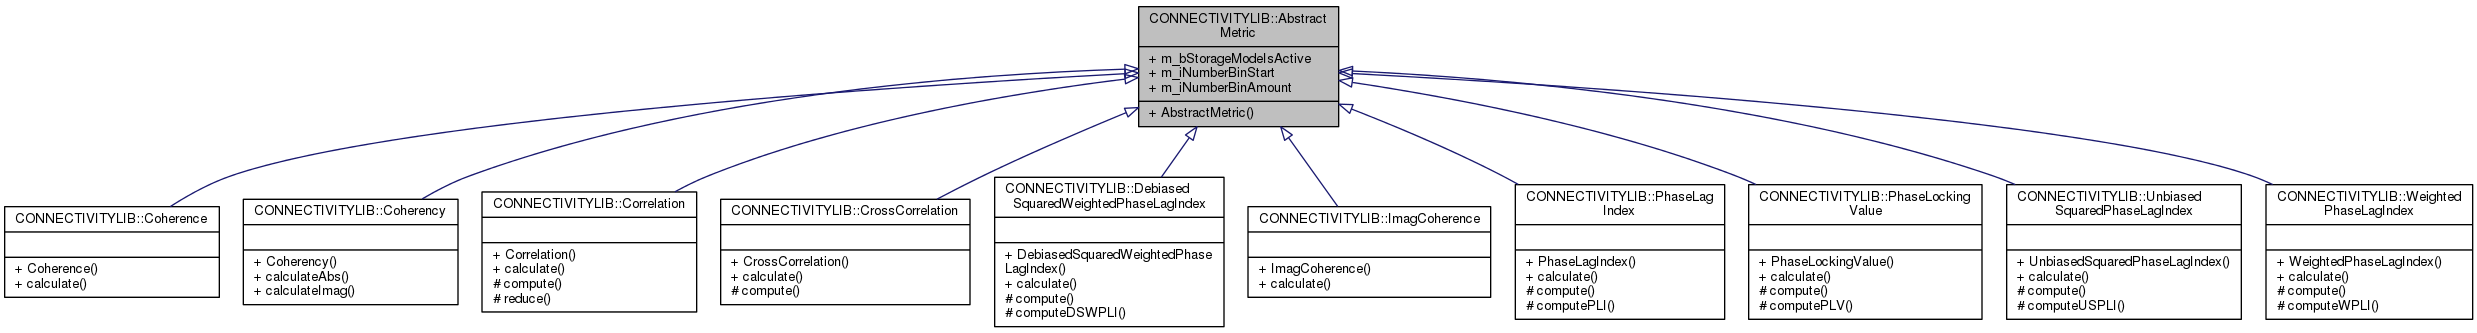 CONNECTIVITYLIB::Abstract
Metric
+ m_bStorageModeIsActive
+ m_iNumberBinStart
+ m_iNumberBinAmount
+ AbstractMetric()
CONNECTIVITYLIB::Coherence
+ Coherence()
+ calculate()
CONNECTIVITYLIB::Coherency
+ Coherency()
+ calculateAbs()
+ calculateImag()
CONNECTIVITYLIB::Correlation
+ Correlation()
+ calculate()
# compute()
# reduce()
CONNECTIVITYLIB::CrossCorrelation
+ CrossCorrelation()
+ calculate()
# compute()
CONNECTIVITYLIB::Debiased
SquaredWeightedPhaseLagIndex
+ DebiasedSquaredWeightedPhase
LagIndex()
+ calculate()
# compute()
# computeDSWPLI()
CONNECTIVITYLIB::ImagCoherence
+ ImagCoherence()
+ calculate()
CONNECTIVITYLIB::PhaseLag
Index
+ PhaseLagIndex()
+ calculate()
# compute()
# computePLI()
CONNECTIVITYLIB::PhaseLocking
Value
+ PhaseLockingValue()
+ calculate()
# compute()
# computePLV()
CONNECTIVITYLIB::Unbiased
SquaredPhaseLagIndex
+ UnbiasedSquaredPhaseLagIndex()
+ calculate()
# compute()
# computeUSPLI()
CONNECTIVITYLIB::Weighted
PhaseLagIndex
+ WeightedPhaseLagIndex()
+ calculate()
# compute()
# computeWPLI()